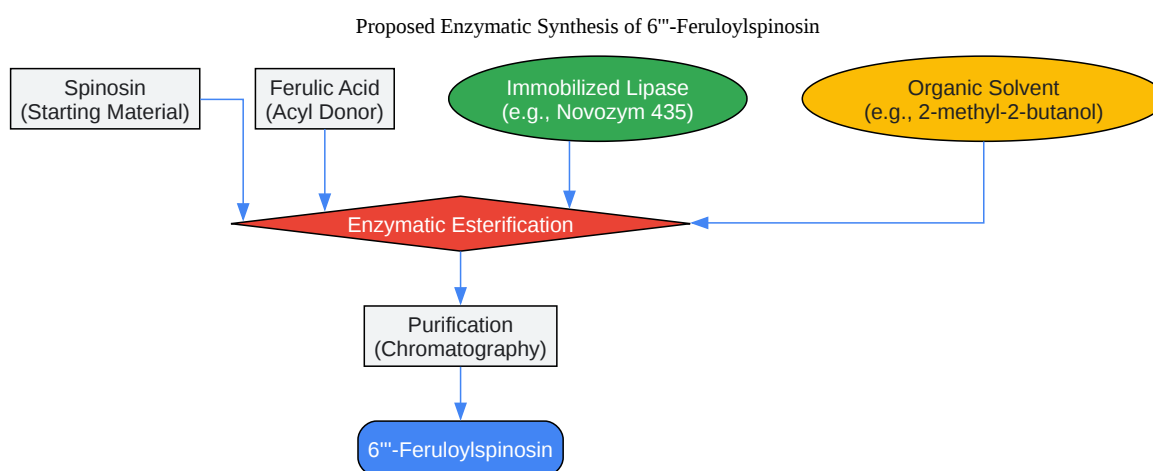 Proposed Enzymatic Synthesis of 6'''-Feruloylspinosin
Spinosin
(Starting Material)
Ferulic Acid
(Acyl Donor)
Immobilized Lipase
(e.g., Novozym 435)
Organic Solvent
(e.g., 2-methyl-2-butanol)
Enzymatic Esterification
Purification
(Chromatography)
6'''-Feruloylspinosin